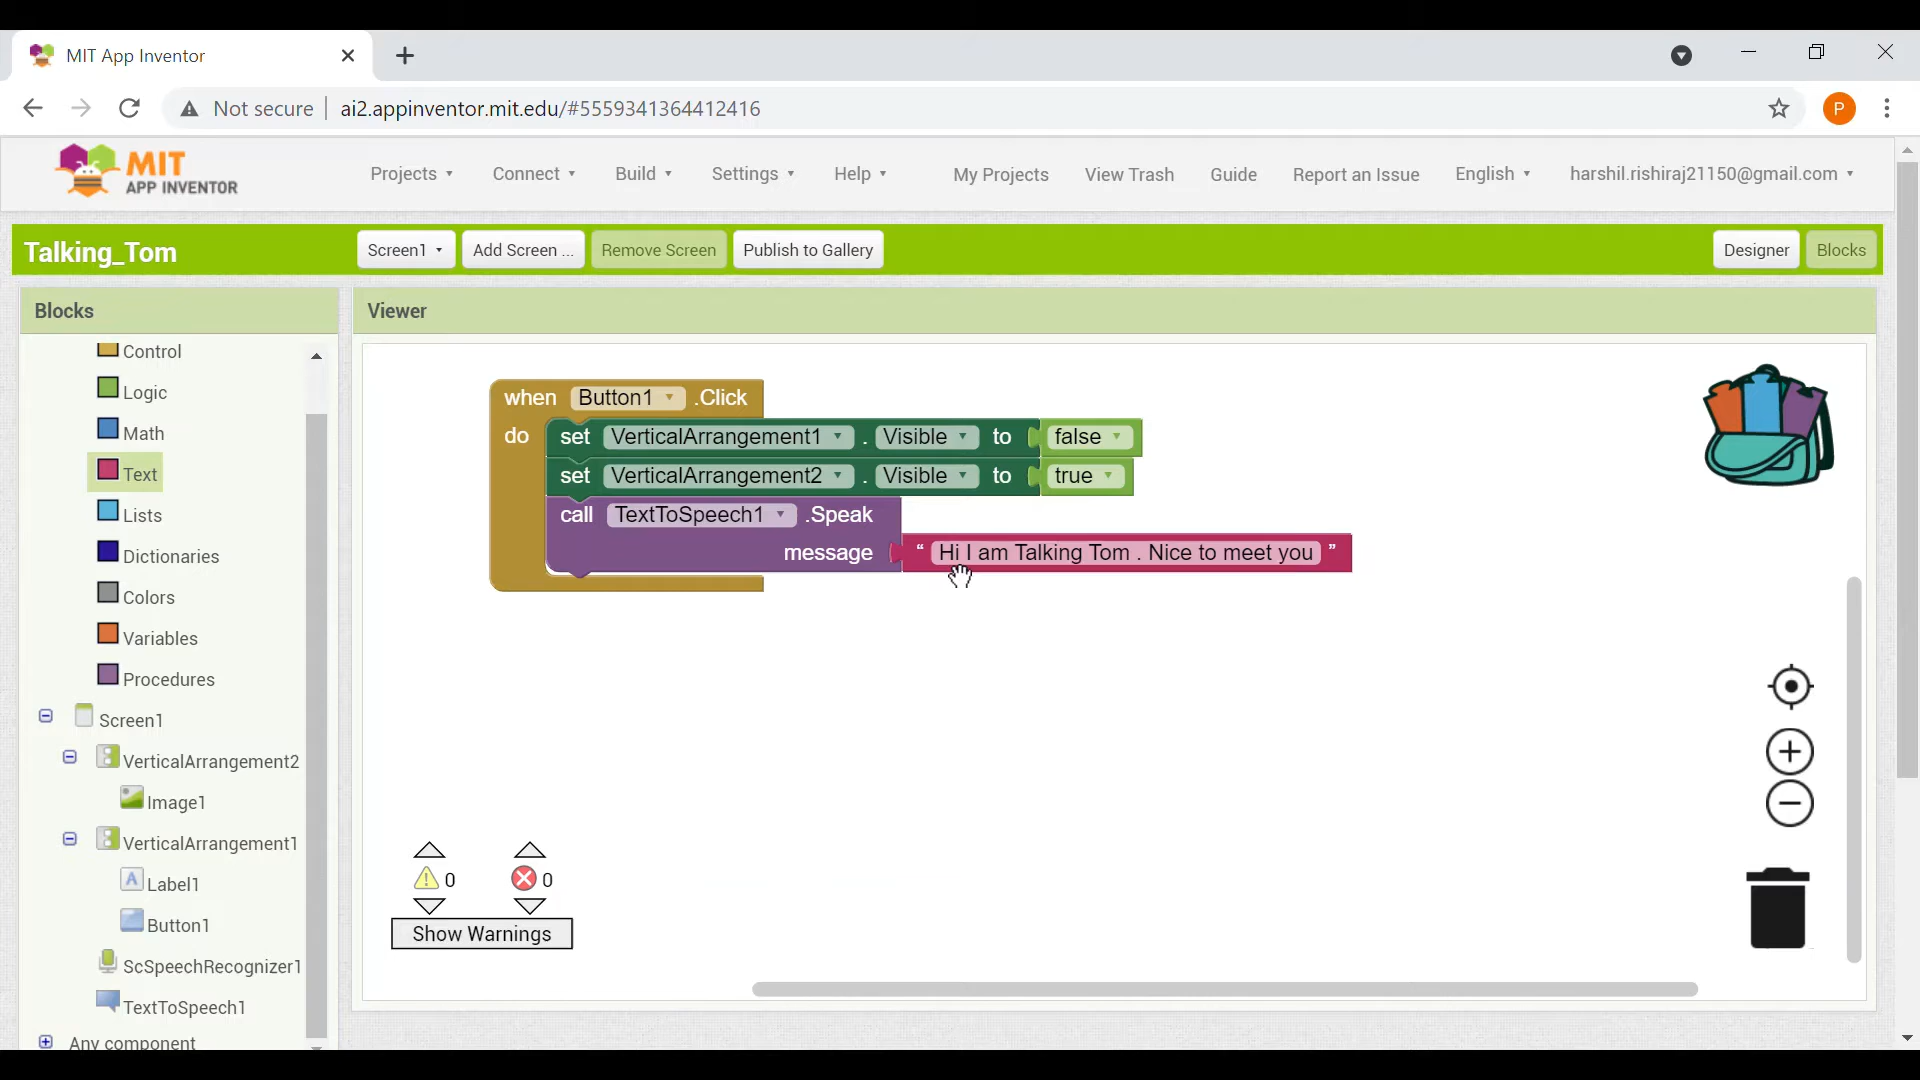 MIT App Inventor
Not secure ai2.appinventor.mit.edu/#5559341364412416 P
MIT APP INVENTOR
Projects Connect Build Settings Help My Projects View Trash Guide Report an Issue English harshil.rishiraj21150@gmail.com
Talking_Tom Screen1 Add Screen ... Remove Screen Publish to Gallery Designer Blocks
Blocks
Control
Logic
Math
Text
Lists
Dictionaries
Colors
Variables
Procedures
Screen1
VerticalArrangement2
Image1
VerticalArrangement1
A Label1
Button1
ScSpeechRecognizer1
TextToSpeech1
Any component
Viewer
when Button1 .Click
do set VerticalArrangement1 . Visible to false
set VerticalArrangement2 . Visible to true
call TextToSpeech1 .Speak
message “ Hi I am Talking Tom . Nice to meet you ”
0 0
Show Warnings